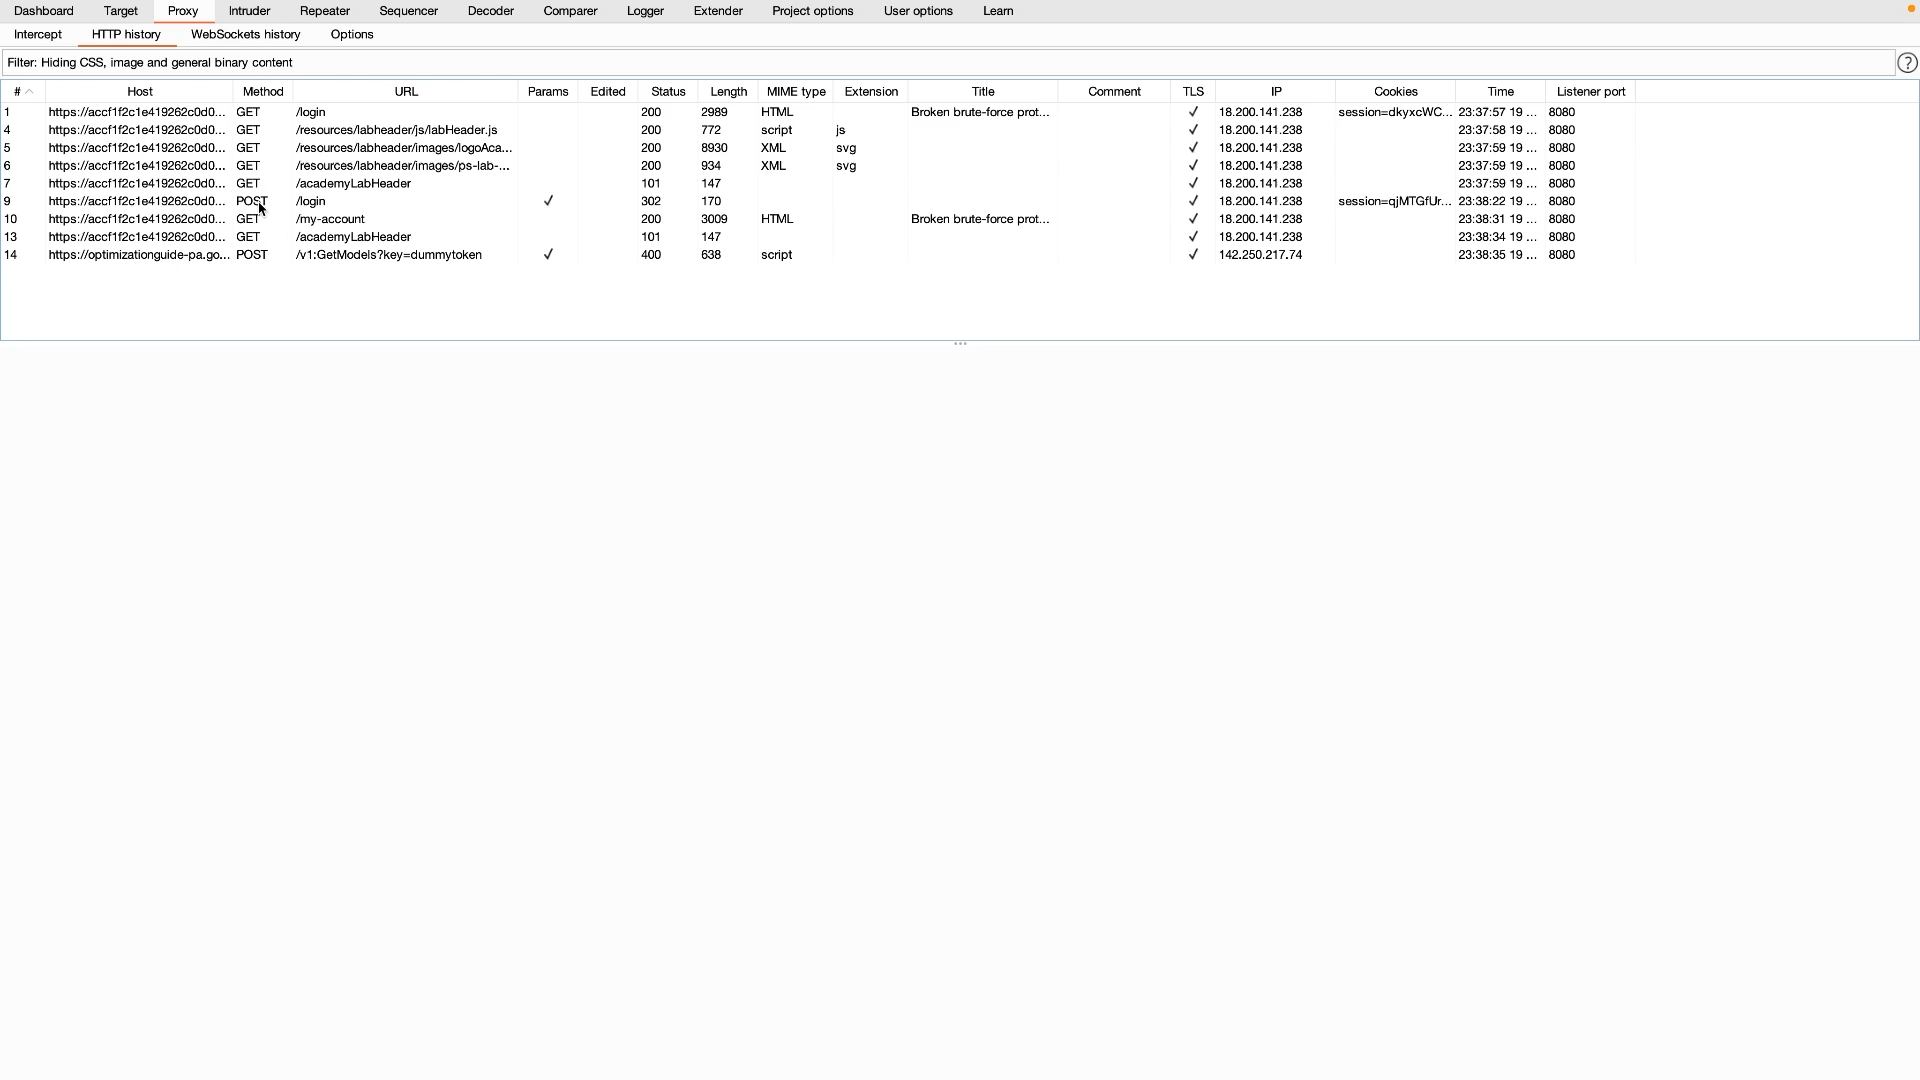 Dashboard Target Proxy Intruder Repeater Sequencer Decoder Comparer Logger Extender Project options User options Learn
Intercept HTTP history WebSockets history Options
Filter: Hiding CSS, image and general binary content ?
# Host Method URL Params Edited Status Length MIME type Extension Title Comment TLS IP Cookies Time Listener port
1 https://accf1f2c1e419262c0d0... GET /login 200 2989 HTML Broken brute-force prot... ✓ 18.200.141.238 session=dkyxcWC... 23:37:57 19 ... 8080
4 https://accf1f2c1e419262c0d0... GET /resources/labheader/js/labHeader.js 200 772 script js ✓ 18.200.141.238 23:37:58 19 ... 8080
5 https://accf1f2c1e419262c0d0... GET /resources/labheader/images/logoAca... 200 8930 XML svg ✓ 18.200.141.238 23:37:59 19 ... 8080
6 https://accf1f2c1e419262c0d0... GET /resources/labheader/images/ps-lab-... 200 934 XML svg ✓ 18.200.141.238 23:37:59 19 ... 8080
7 https://accf1f2c1e419262c0d0... GET /academyLabHeader 101 147 ✓ 18.200.141.238 23:37:59 19 ... 8080
9 https://accf1f2c1e419262c0d0... POST /login ✓ 302 170 ✓ 18.200.141.238 session=qjMTGfUr... 23:38:22 19 ... 8080
10 https://accf1f2c1e419262c0d0... GET /my-account 200 3009 HTML Broken brute-force prot... ✓ 18.200.141.238 23:38:31 19 ... 8080
13 https://accf1f2c1e419262c0d0... GET /academyLabHeader 101 147 ✓ 18.200.141.238 23:38:34 19 ... 8080
14 https://optimizationguide-pa.go... POST /v1:GetModels?key=dummytoken ✓ 400 638 script ✓ 142.250.217.74 23:38:35 19 ... 8080